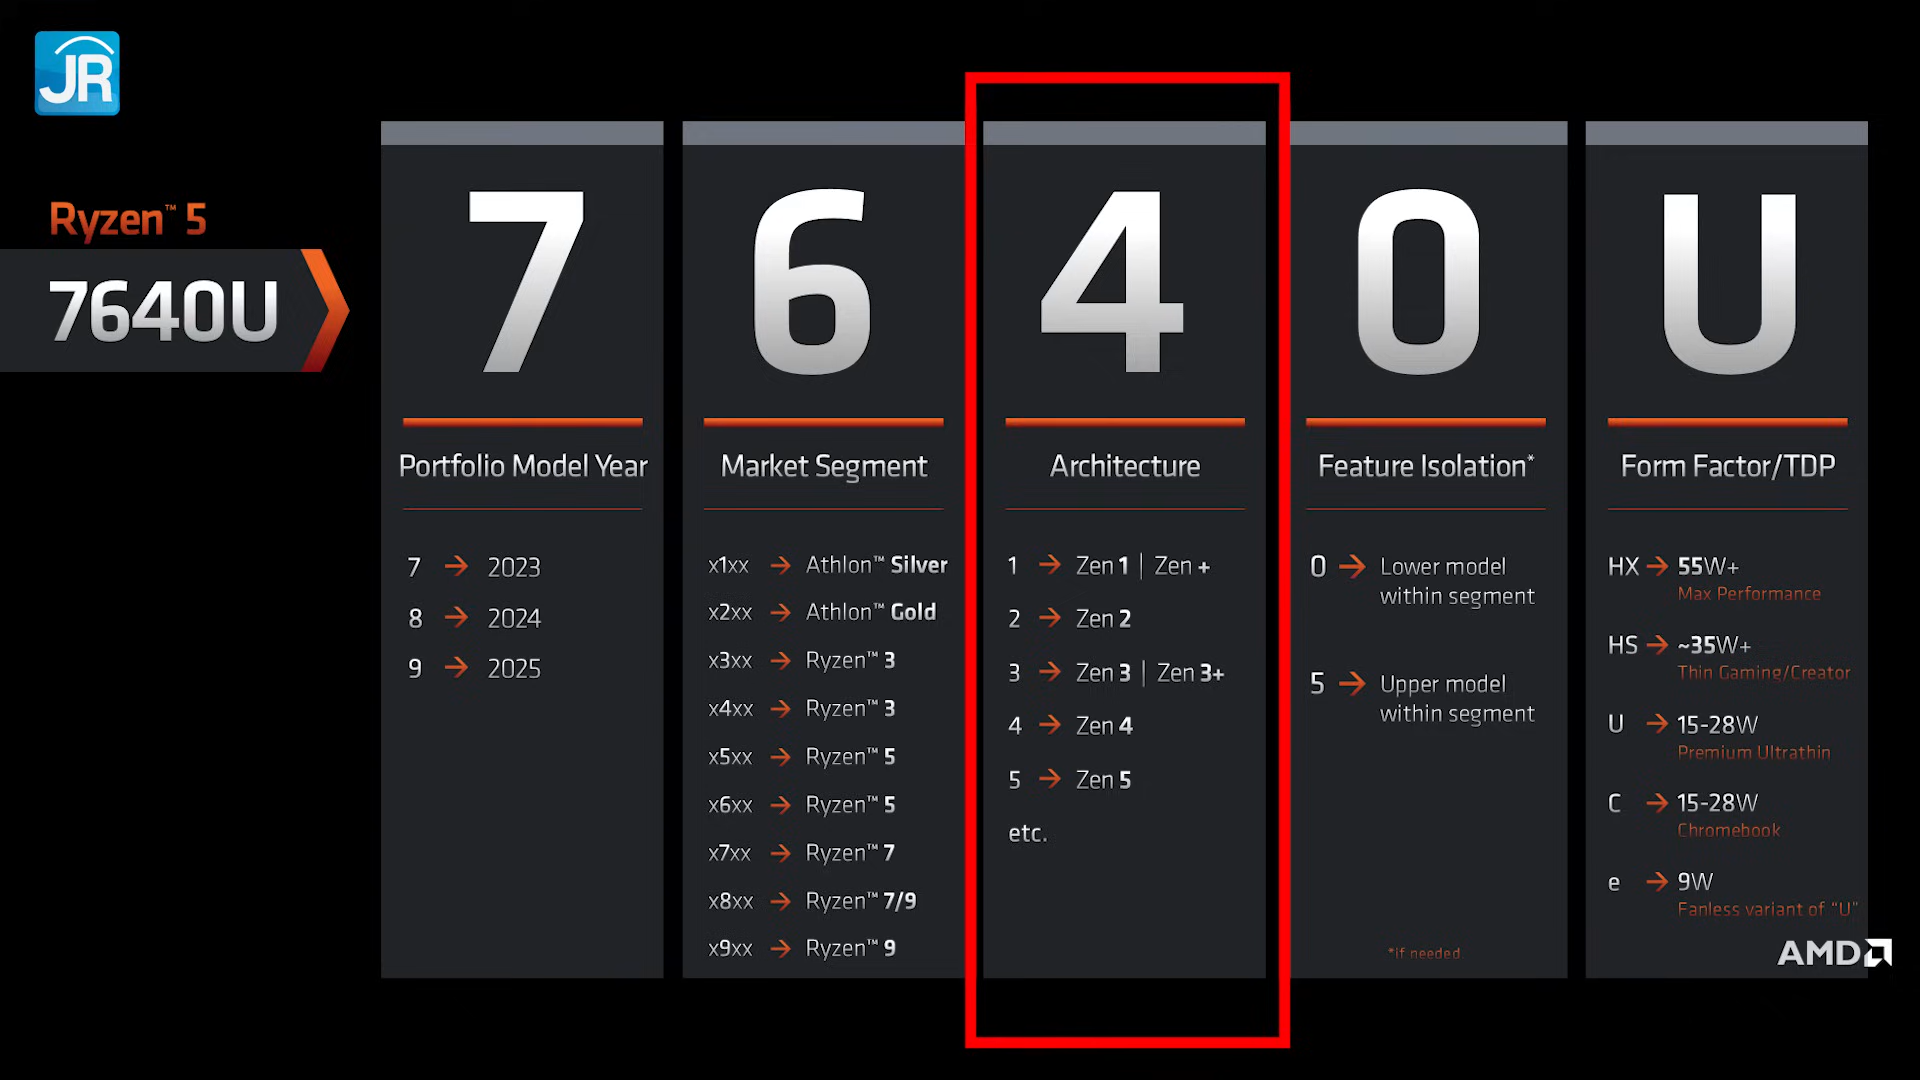 JR
Ryzen™ 5
7640U
7
Portfolio Model Year
7 → 2023
8 → 2024
9 → 2025
6
Market Segment
x1xx → Athlon™ Silver
x2xx → Athlon™ Gold
x3xx → Ryzen™ 3
x4xx → Ryzen™ 3
x5xx → Ryzen™ 5
x6xx → Ryzen™ 5
x7xx → Ryzen™ 7
x8xx → Ryzen™ 7/9
x9xx → Ryzen™ 9
4
Architecture
1 → Zen 1 | Zen +
2 → Zen 2
3 → Zen 3 | Zen 3+
4 → Zen 4
5 → Zen 5
etc.
0
Feature Isolation*
0 → Lower model
within segment
5 → Upper model
within segment
*If needed
U
Form Factor/TDP
HX → 55W+
Max Performance
HS → ~35W+
Thin Gaming/Creator
U → 15-28W
Premium Ultrathin
C → 15-28W
Chromebook
e → 9W
Fanless variant of "U"
AMD